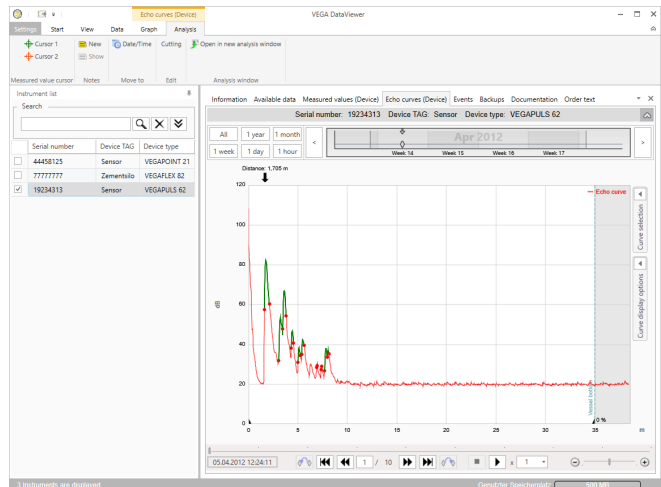 Echo curves (Device)
VEGA DataViewer
Settings Start View Data Graph Analysis
Cursor 1 New Date/Time Cutting Open in new analysis window
Cursor 2 Show
Measured value cursor Notes Move to Edit Analysis window
Instrument list
Search
Serial number Device TAG Device type
44458125 Sensor VEGAPOINT 21
77777777 Zementsilo VEGAFLEX 82
19234313 Sensor VEGAPULS 62
Information Available data Measured values (Device) Echo curves (Device) Events Backups Documentation Order text
Serial number: 19234313 Device TAG: Sensor Device type: VEGAPULS 62
All 1 year 1 month
1 week 1 day 1 hour
< >
Apr 2012
Week 14 Week 15 Week 16 Week 17
Distance: 1,705 m
Echo curve
120
100
80
60
40
20
0
dB
0 5 10 15 20 25 30 35 m
0 %
Curve selection
Curve display options
05.04.2012 12:24:11 1 / 10 x 1
3 Instruments are displayed
Genutzter Speicherplatz: 500 MB